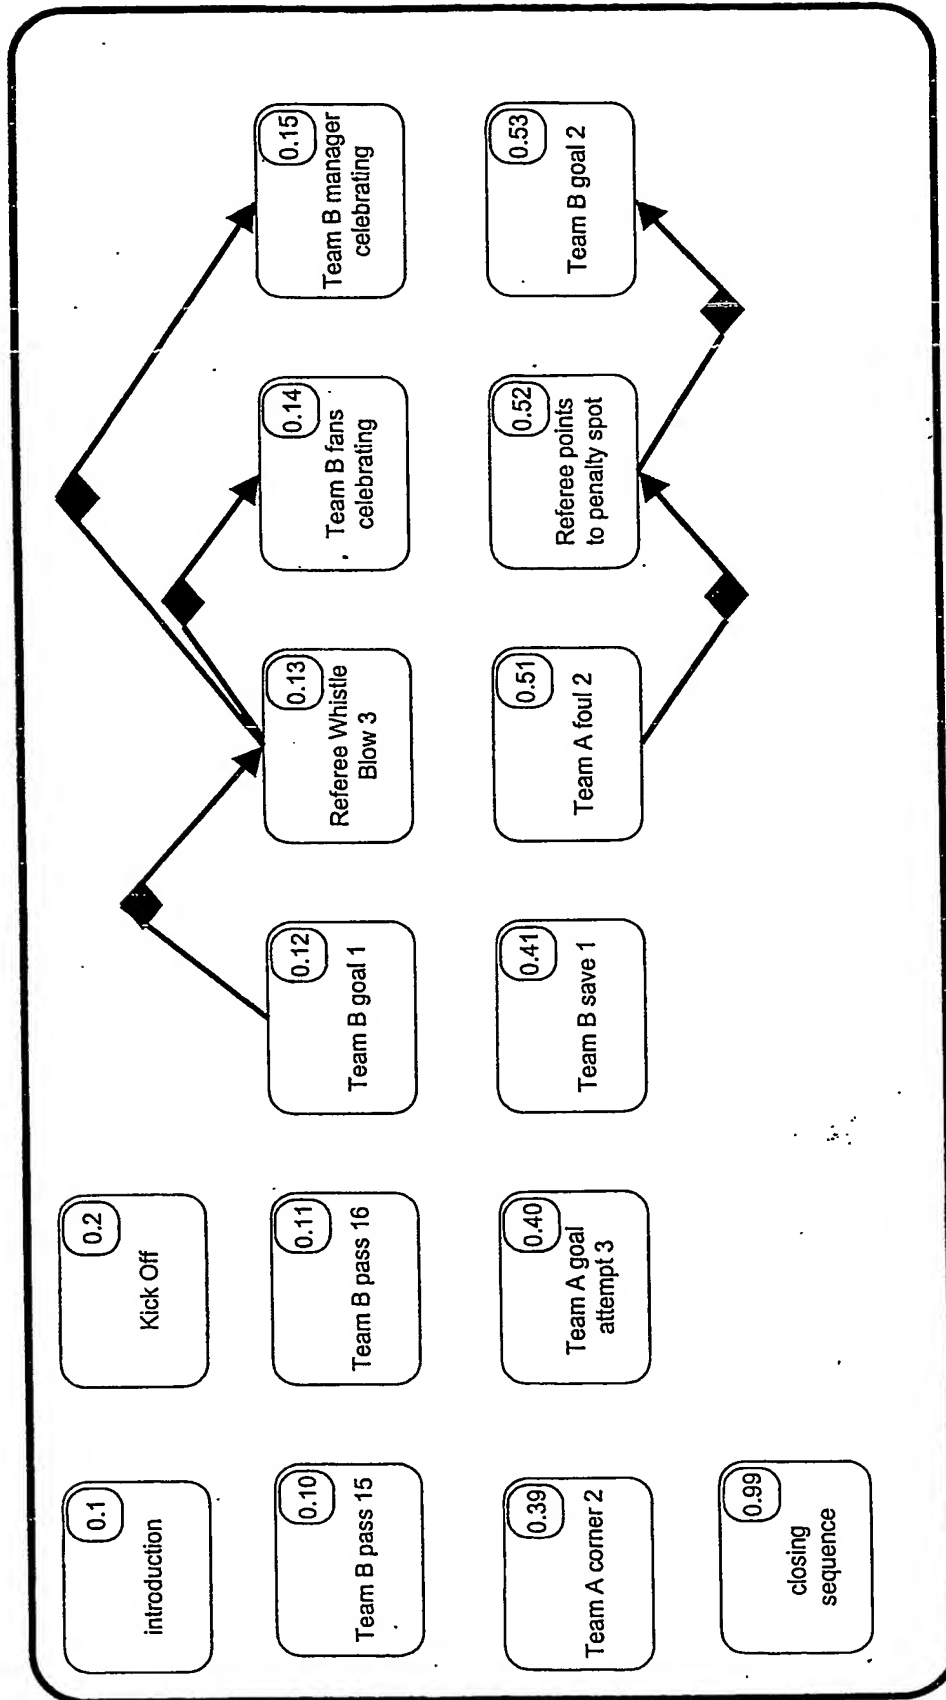 0.1
introduction
0.2
Kick Off
0.10
Team B pass 15
0.11
Team B pass 16
0.12
Team B goal 1
0.13
Referee Whistle
Blow 3
0.14
Team B fans
celebrating
0.15
Team B manager
celebrating
0.39
Team A corner 2
0.40
Team A goal
attempt 3
0.41
Team B save 1
0.51
Team A foul 2
0.52
Referee points
to penalty spot
0.53
Team B goal 2
0.99
closing
sequence